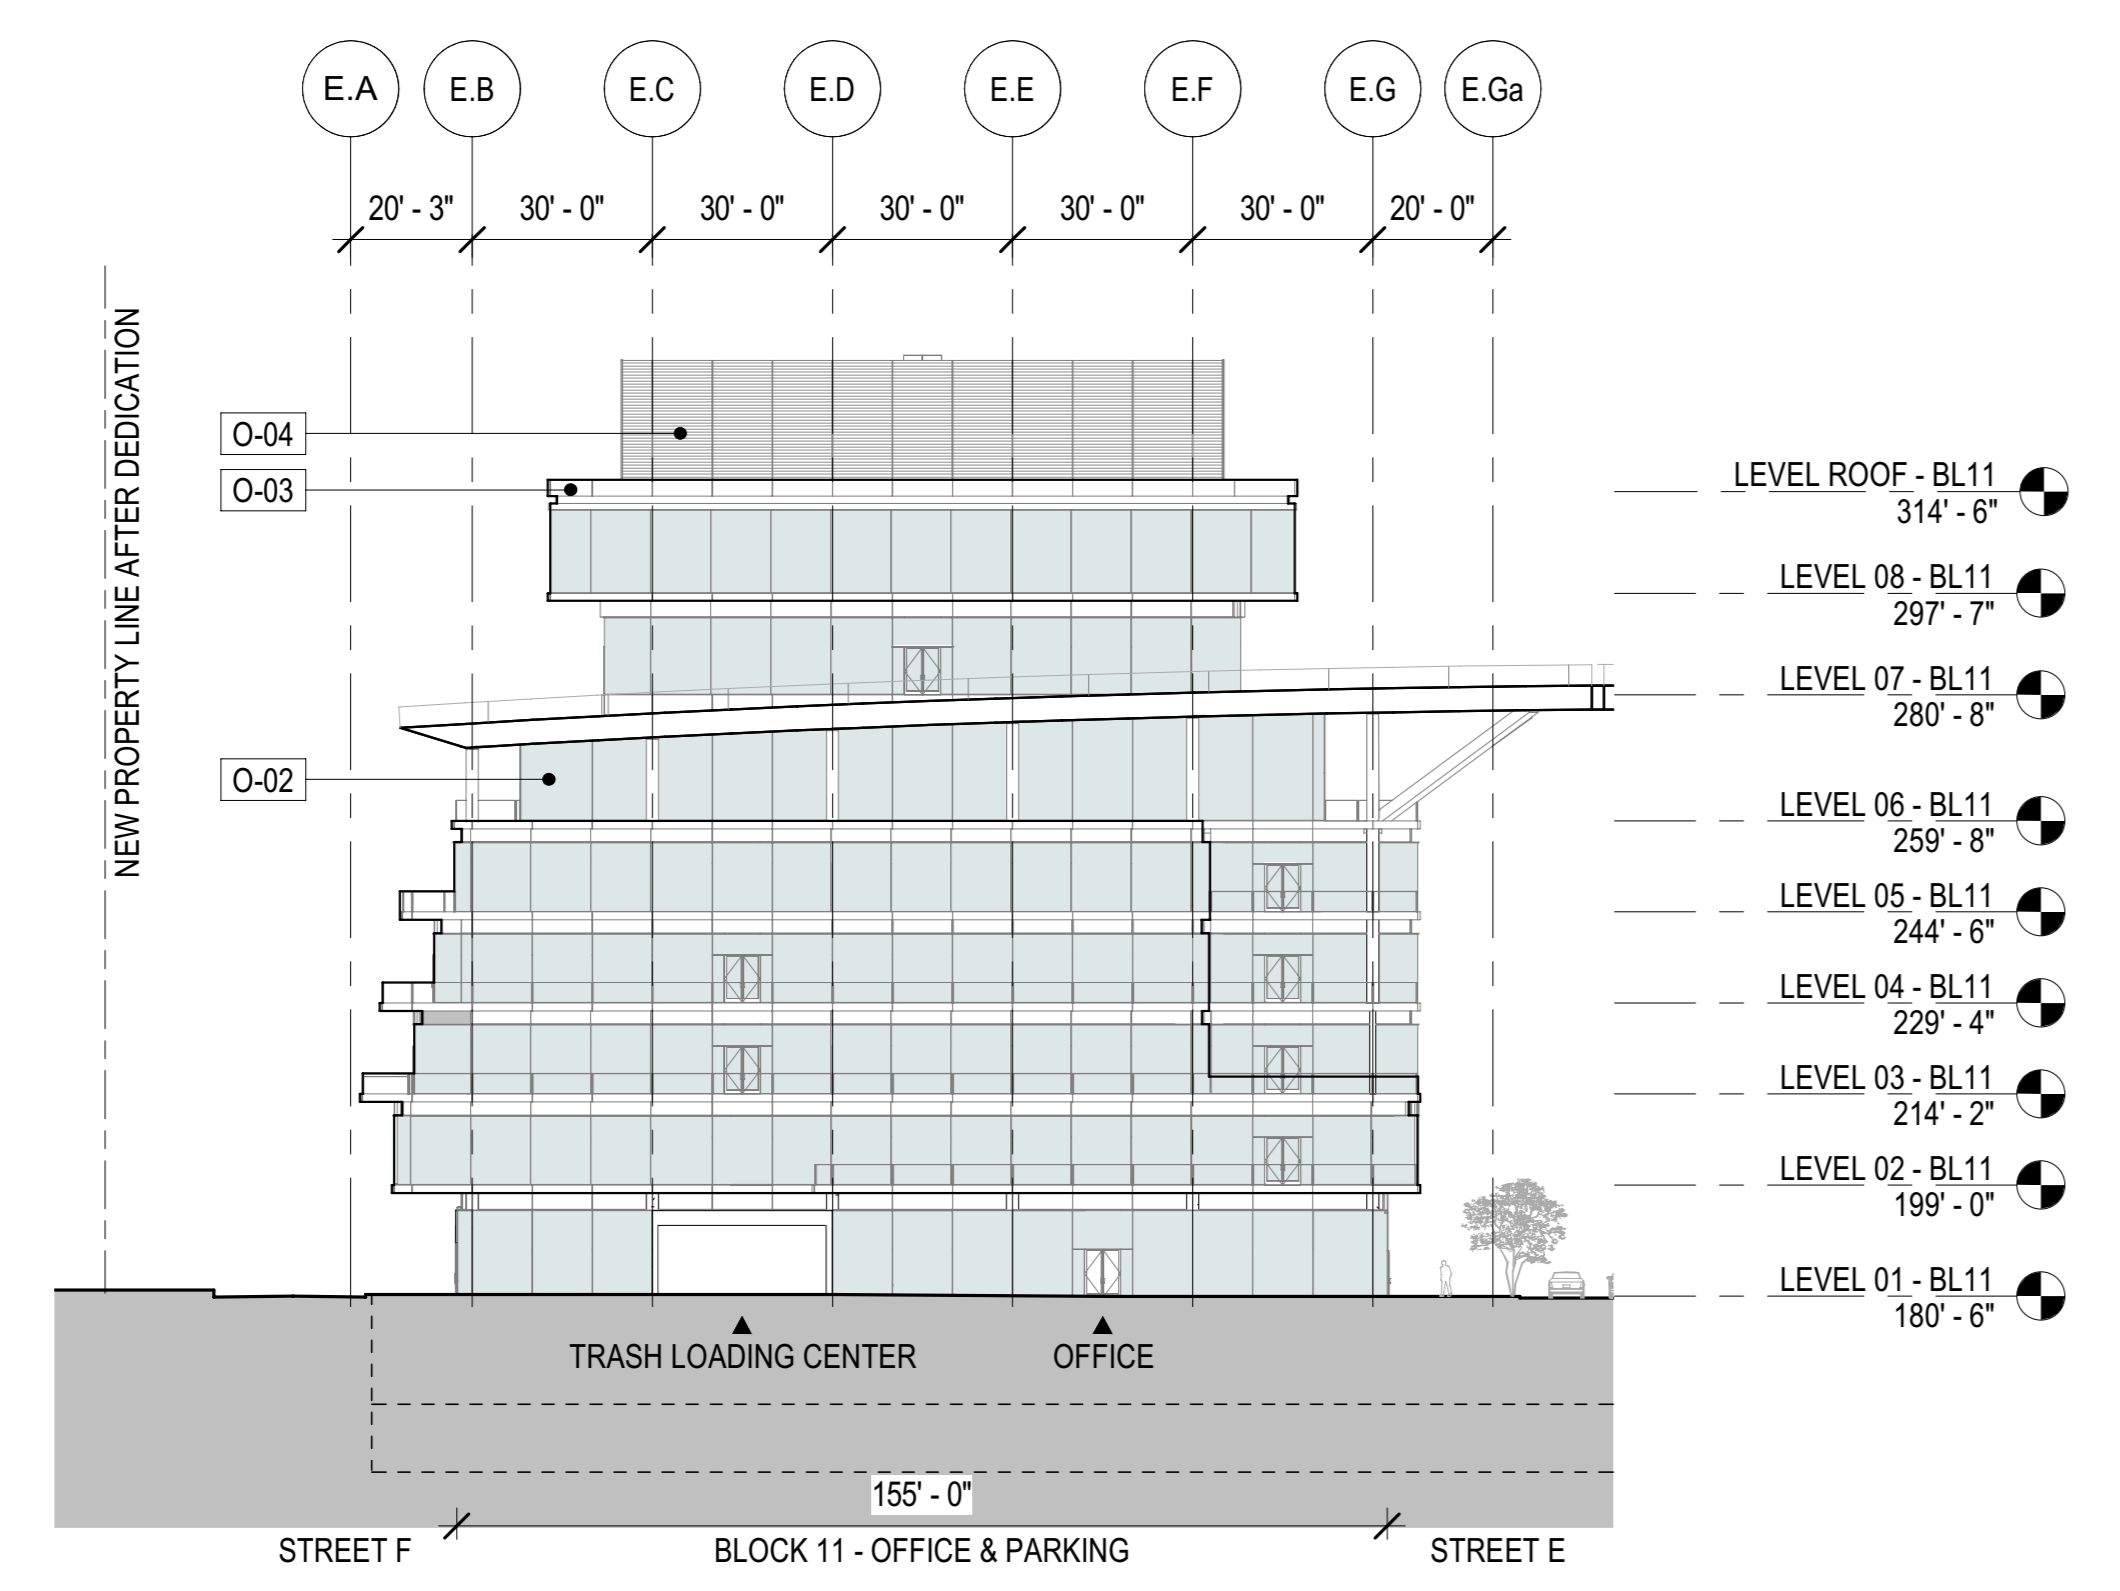 E.A
E.B
E.C
E.D
E.E
E.F
E.G
E.Ga
20' - 3"
30' - 0"
30' - 0"
30' - 0"
30' - 0"
30' - 0"
20' - 0"
NEW PROPERTY LINE AFTER DEDICATION
O-04
O-03
O-02
LEVEL ROOF - BL11
314' - 6"
LEVEL 08 - BL11
297' - 7"
LEVEL 07 - BL11
280' - 8"
LEVEL 06 - BL11
259' - 8"
LEVEL 05 - BL11
244' - 6"
LEVEL 04 - BL11
229' - 4"
LEVEL 03 - BL11
214' - 2"
LEVEL 02 - BL11
199' - 0"
LEVEL 01 - BL11
180' - 6"
TRASH LOADING CENTER
OFFICE
155' - 0"
STREET F
BLOCK 11 - OFFICE & PARKING
STREET E